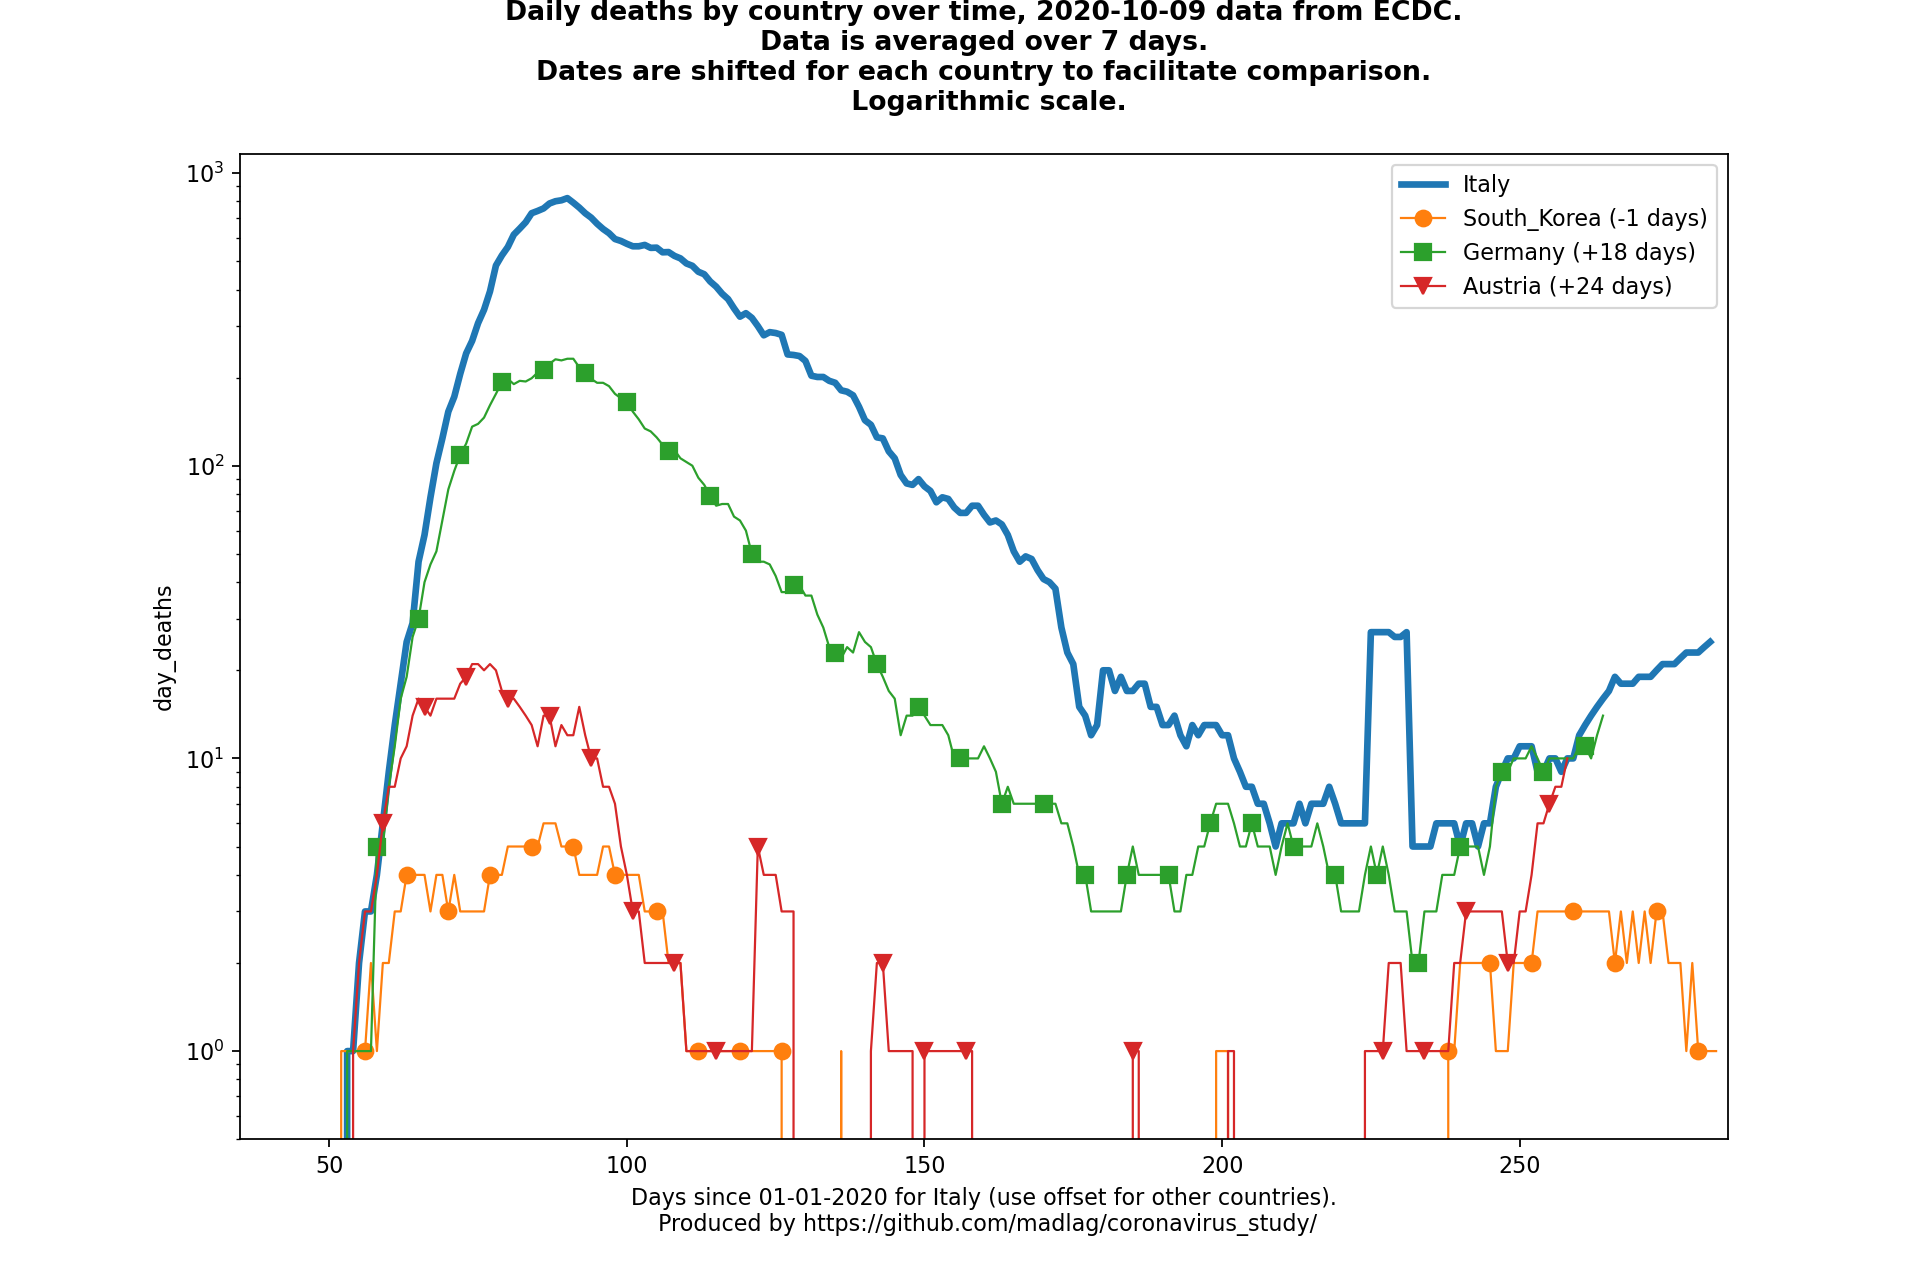 Daily deaths by country over time, 2020-10-09 data from ECDC.
Data is averaged over 7 days.
Dates are shifted for each country to facilitate comparison.
Logarithmic scale.
10³
10²
10¹
10⁰
day_deaths
Italy
South_Korea (-1 days)
Germany (+18 days)
Austria (+24 days)
50 100 150 200 250
Days since 01-01-2020 for Italy (use offset for other countries).
Produced by https://github.com/madlag/coronavirus_study/